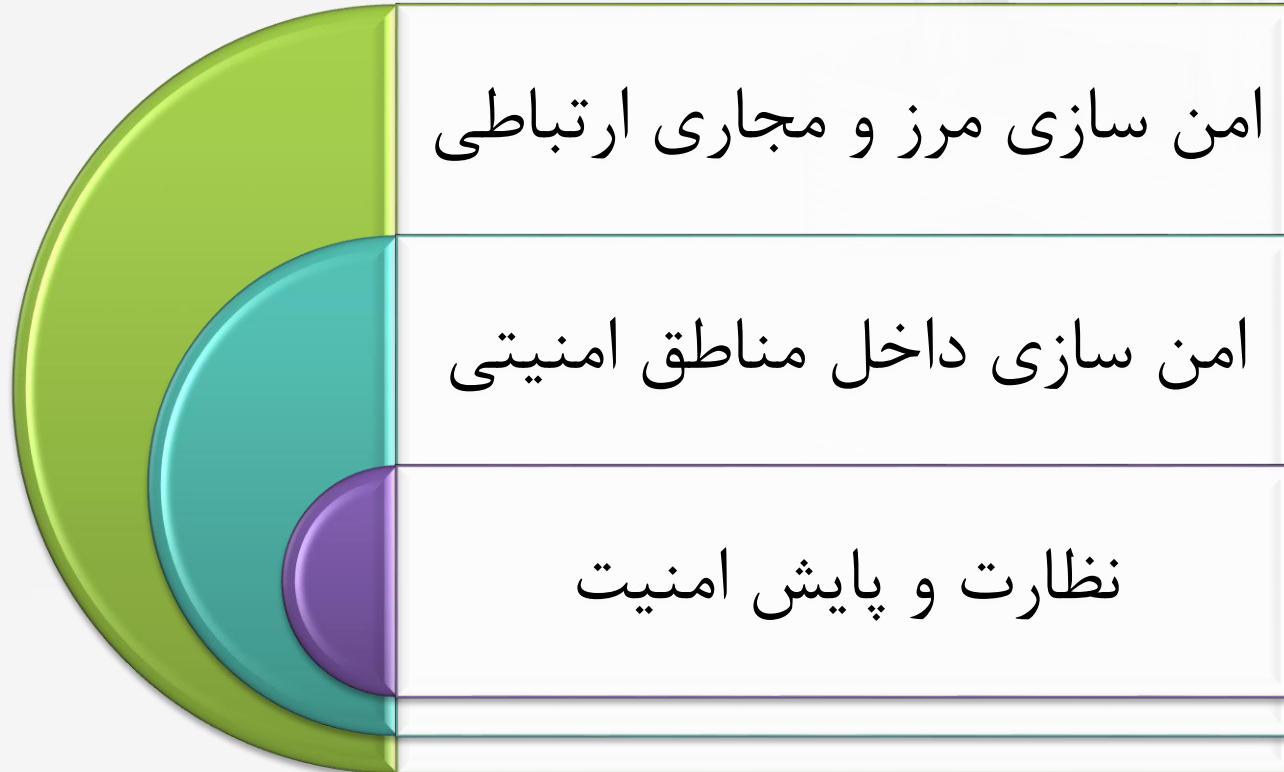 امن سازی مرز و مجاری ارتباطی
امن سازی داخل مناطق امنیتی
نظارت و پایش امنیت